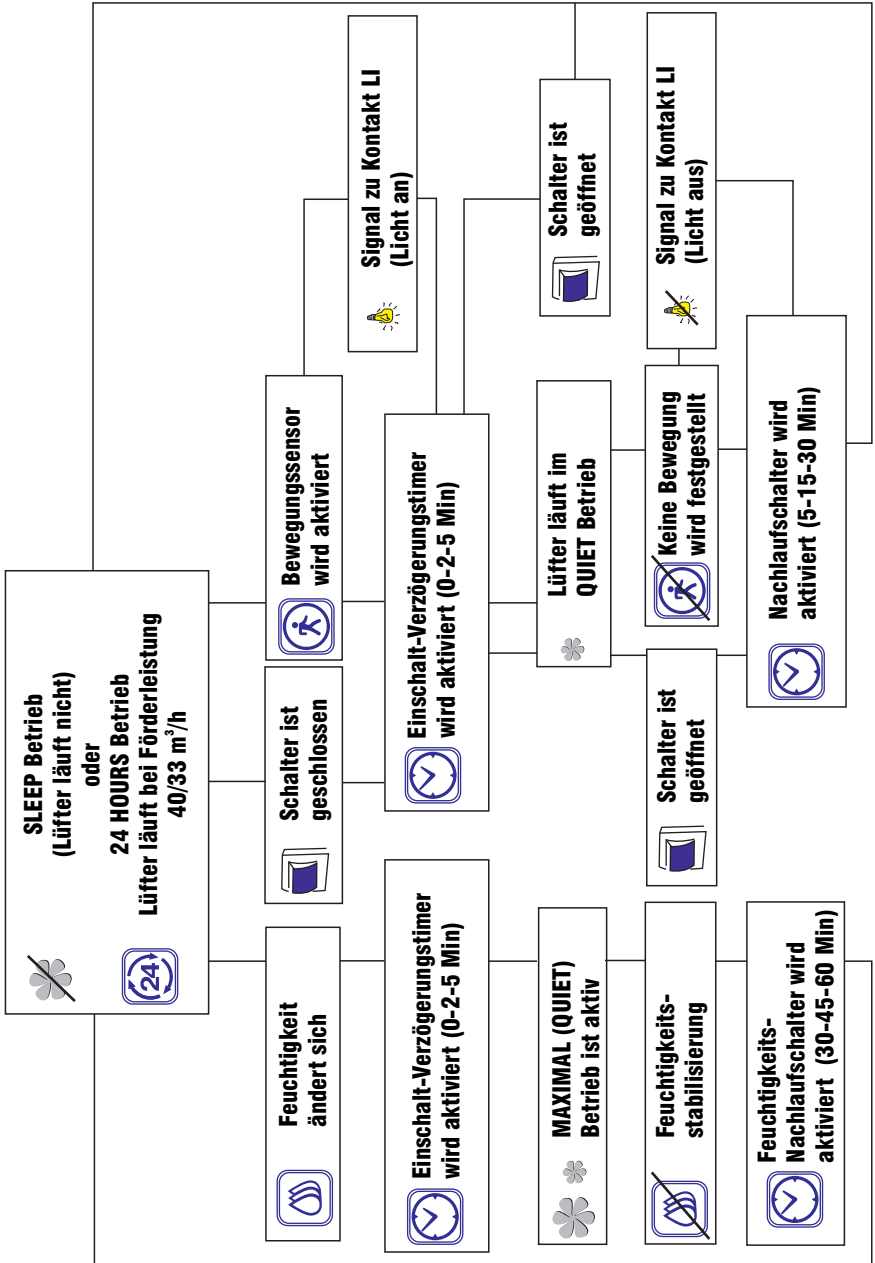 SLEEP Betrieb
(Lüfter läuft nicht)
oder
24 HOURS Betrieb
Lüfter läuft bei Förderleistung
40/33 m³/h
24
Feuchtigkeit
ändert sich
Schalter ist
geschlossen
Bewegungssensor
wird aktiviert
Signal zu Kontakt LI
(Licht an)
Einschalt-Verzögerungstimer
wird aktiviert (0-2-5 Min)
Einschalt-Verzögerungstimer
wird aktiviert (0-2-5 Min)
MAXIMAL (QUIET)
Betrieb ist aktiv
Lüfter läuft im
QUIET Betrieb
Schalter ist
geöffnet
Feuchtigkeits-
stabilisierung
Schalter ist
geöffnet
Keine Bewegung
wird festgestellt
Signal zu Kontakt LI
(Licht aus)
Feuchtigkeits-
Nachlaufschalter wird
aktiviert (30-45-60 Min)
Nachlaufschalter wird
aktiviert (5-15-30 Min)